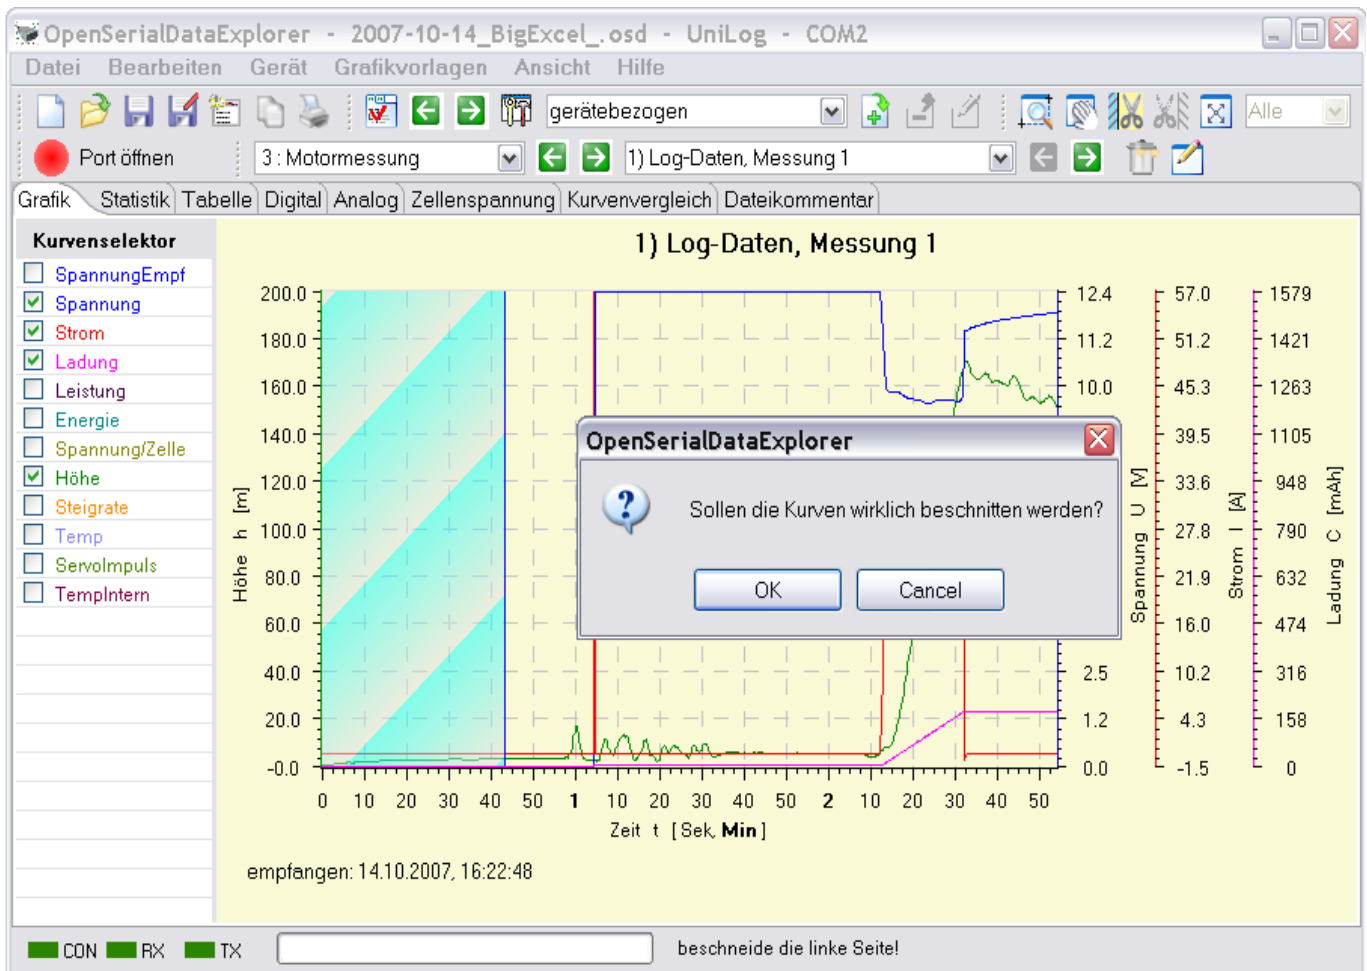 OpenSerialDataExplorer - 2007-10-14_BigExcel_.osd - UniLog - COM2
Datei Bearbeiten Gerät Grafikvorlagen Ansicht Hilfe
gerätebezogen Alle
Port öffnen 3 : Motormessung 1) Log-Daten, Messung 1
Grafik Statistik Tabelle Digital Analog Zellenspannung Kurvenvergleich Dateikommentar
Kurvenselektor
SpannungEmpf
Spannung
Strom
Ladung
Leistung
Energie
Spannung/Zelle
Höhe
Steigrate
Temp
ServoImpuls
TempIntern
1) Log-Daten, Messung 1
200.0 12.4 57.0 1579
180.0 11.2 51.2 1421
160.0 10.0 45.3 1263
140.0 39.5 1105
120.0 33.6 948
100.0 27.8 790
80.0 21.9 632
60.0 16.0 474
40.0 2.5 10.2 316
20.0 1.2 4.3 158
-0.0 0.0 -1.5 0
Höhe h [m]
Spannung U [V]
Strom I [A]
Ladung C [mAh]
0 10 20 30 40 50 1 10 20 30 40 50 2 10 20 30 40 50
Zeit t [ Sek, Min ]
empfangen: 14.10.2007, 16:22:48
OpenSerialDataExplorer
Sollen die Kurven wirklich beschnitten werden?
OK Cancel
CON RX TX beschneide die linke Seite!